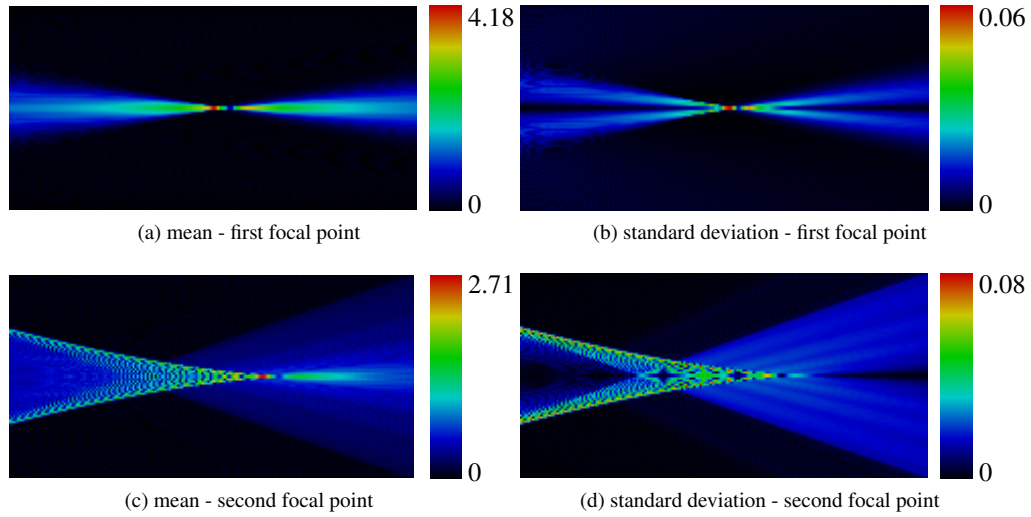 4.18
0
0.06
0
(a) mean - first focal point
(b) standard deviation - first focal point
2.71
0
0.08
0
(c) mean - second focal point
(d) standard deviation - second focal point